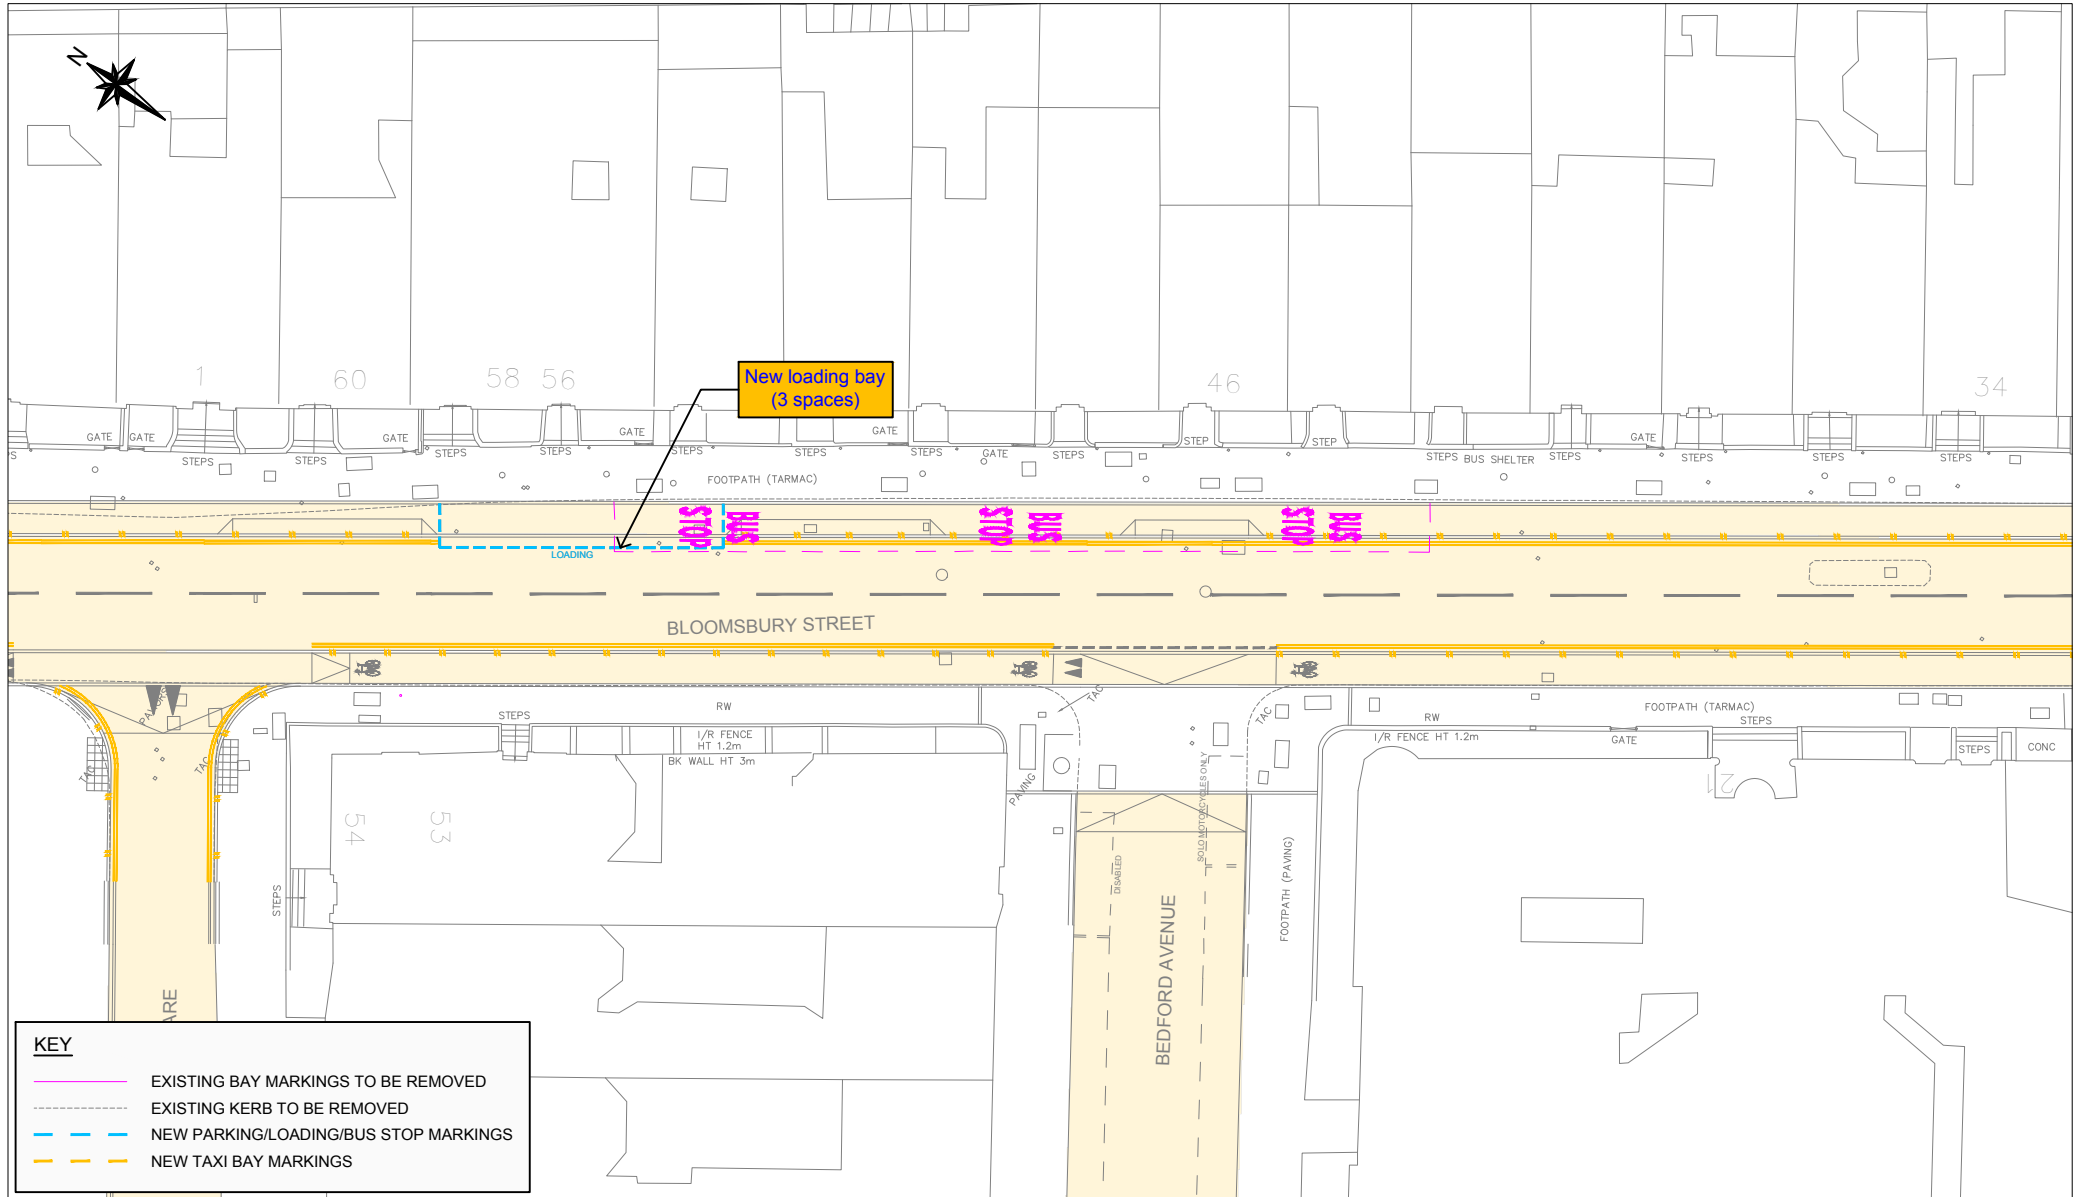 N
1
60
58
56
46
34
New loading bay
(3 spaces)
GATE
GATE
GATE
GATE
GATE
STEP
STEP
GATE
STEPS
STEPS
STEPS
STEPS
STEPS
STEPS
STEPS
GATE
STEPS
STEPS
BUS SHELTER
STEPS
STEPS
STEPS
STEPS
FOOTPATH (TARMAC)
STOP
BUS
STOP
BUS
STOP
BUS
LOADING
BLOOMSBURY STREET
PAVIORS
STEPS
RW
TAC
TAC
RW
FOOTPATH (TARMAC)
STEPS
I/R FENCE
HT 1.2m
I/R FENCE HT 1.2m
GATE
STEPS
CONC
BK WALL HT 3m
TAC
TAC
PAVING
SOLO MOTORCYCLES ONLY
21
54
53
DISABLED
STEPS
FOOTPATH (PAVING)
BEDFORD AVENUE
ARE
KEY
EXISTING BAY MARKINGS TO BE REMOVED
EXISTING KERB TO BE REMOVED
NEW PARKING/LOADING/BUS STOP MARKINGS
NEW TAXI BAY MARKINGS